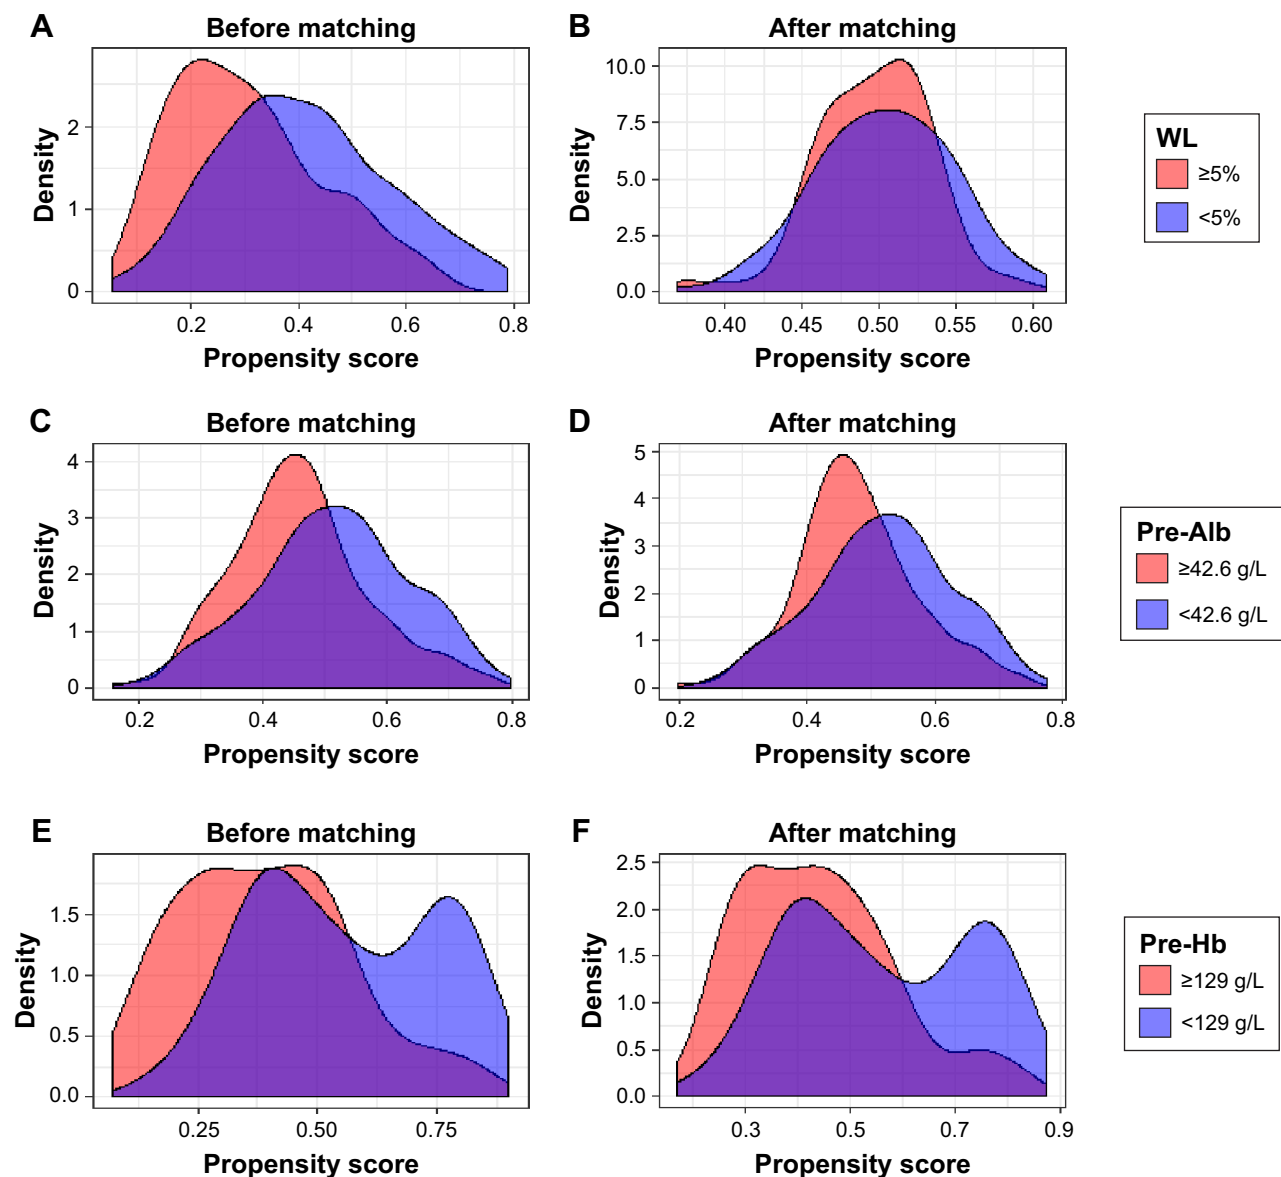 A
Before matching
Density
2
1
0
0.2 0.4 0.6 0.8
Propensity score
B
After matching
Density
10.0
7.5
5.0
2.5
0.0
0.40 0.45 0.50 0.55 0.60
Propensity score
WL
≥5%
<5%
C
Before matching
Density
4
3
2
1
0
0.2 0.4 0.6 0.8
Propensity score
D
After matching
Density
5
4
3
2
1
0
0.2 0.4 0.6 0.8
Propensity score
Pre-Alb
≥42.6 g/L
<42.6 g/L
E
Before matching
Density
1.5
1.0
0.5
0.0
0.25 0.50 0.75
Propensity score
F
After matching
Density
2.5
2.0
1.5
1.0
0.5
0.0
0.3 0.5 0.7 0.9
Propensity score
Pre-Hb
≥129 g/L
<129 g/L